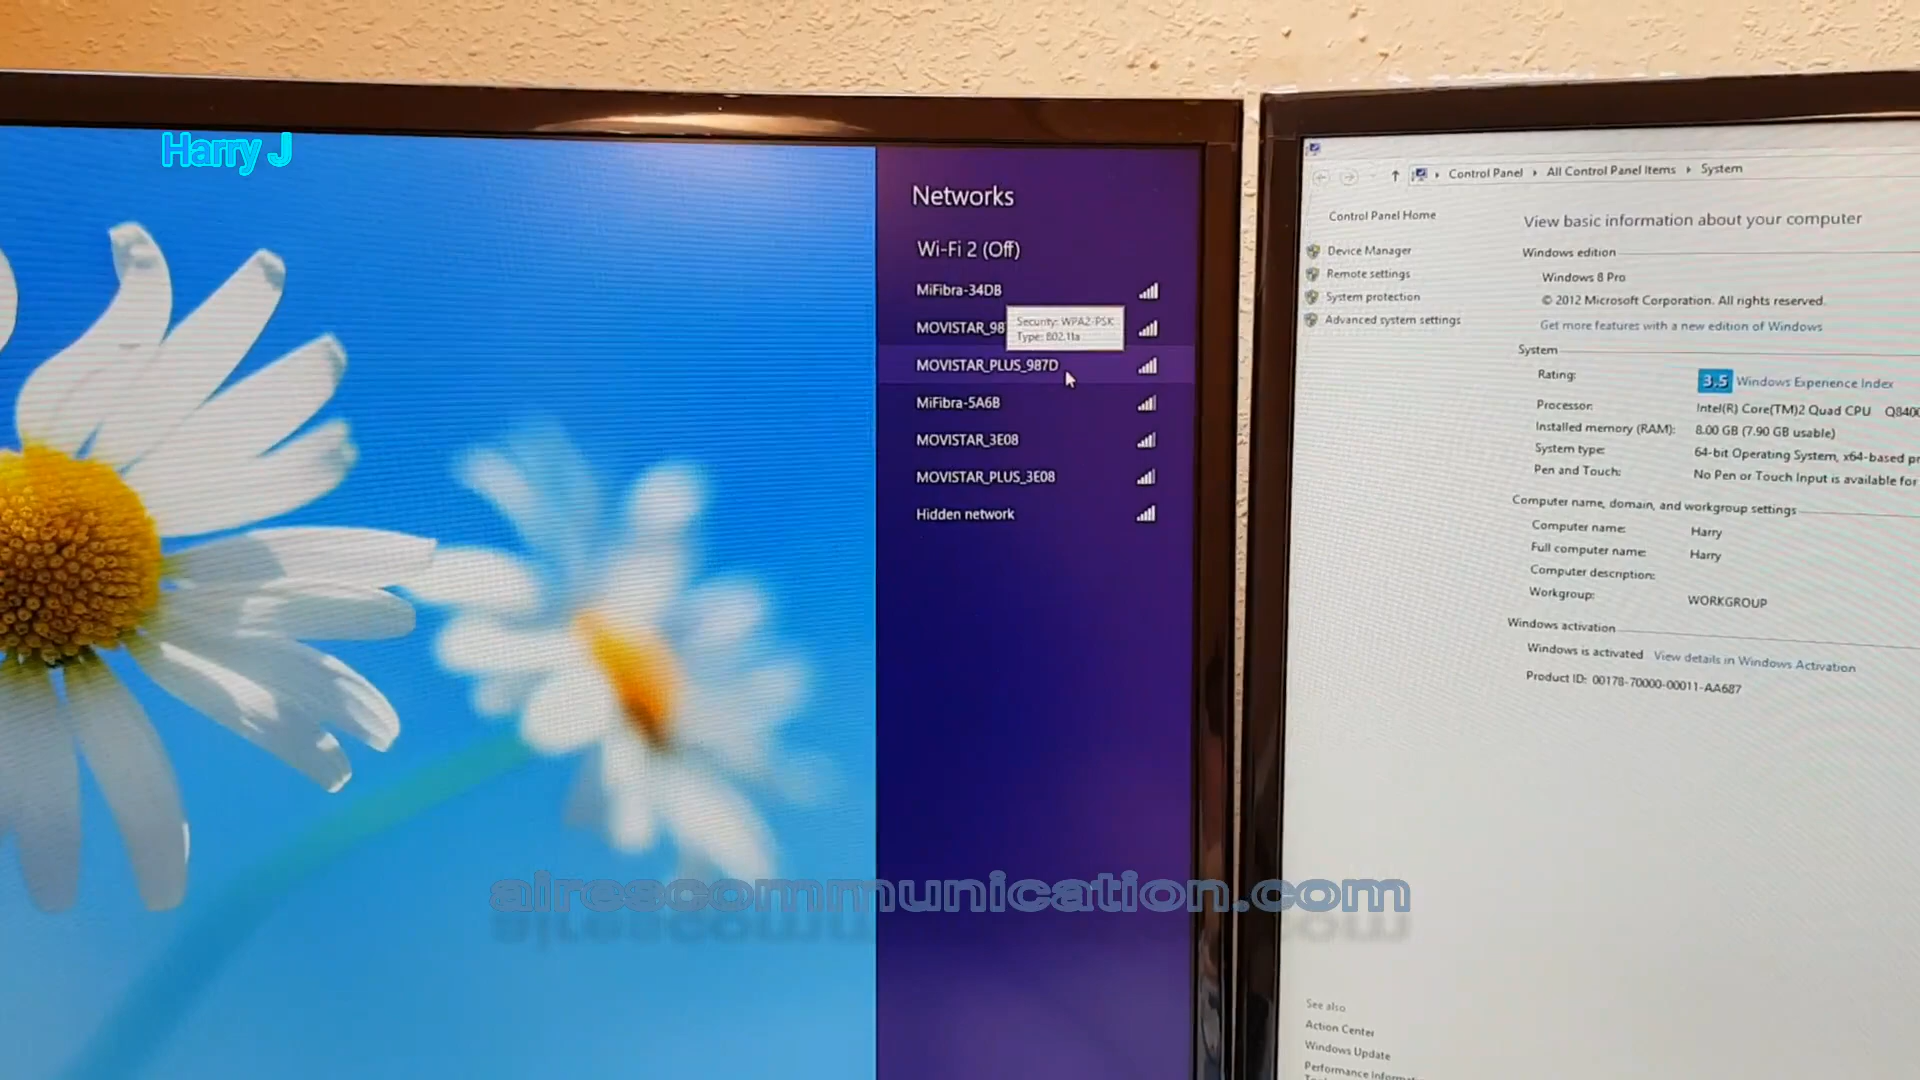 Harry J
Networks
Wi-Fi 2 (Off)
MiFibra-34DB
MOVISTAR_98
Security: WPA2-PSK
Type: 802.11a
MOVISTAR_PLUS_987D
MiFibra-5A6B
MOVISTAR_3E08
MOVISTAR_PLUS_3E08
Hidden network
airescommunication.com
Control Panel
All Control Panel Items
System
Control Panel Home
Device Manager
Remote settings
System protection
Advanced system settings
View basic information about your computer
Windows edition
Windows 8 Pro
© 2012 Microsoft Corporation. All rights reserved.
Get more features with a new edition of Windows
System
Rating: 3.5 Windows Experience Index
Processor: Intel(R) Core(TM)2 Quad CPU Q8400
Installed memory (RAM): 8.00 GB (7.90 GB usable)
System type: 64-bit Operating System, x64-based pr
Pen and Touch: No Pen or Touch Input is available for
Computer name, domain, and workgroup settings
Computer name: Harry
Full computer name: Harry
Computer description:
Workgroup: WORKGROUP
Windows activation
Windows is activated View details in Windows Activation
Product ID: 00178-70000-00011-AA687
See also
Action Center
Windows Update
Performance